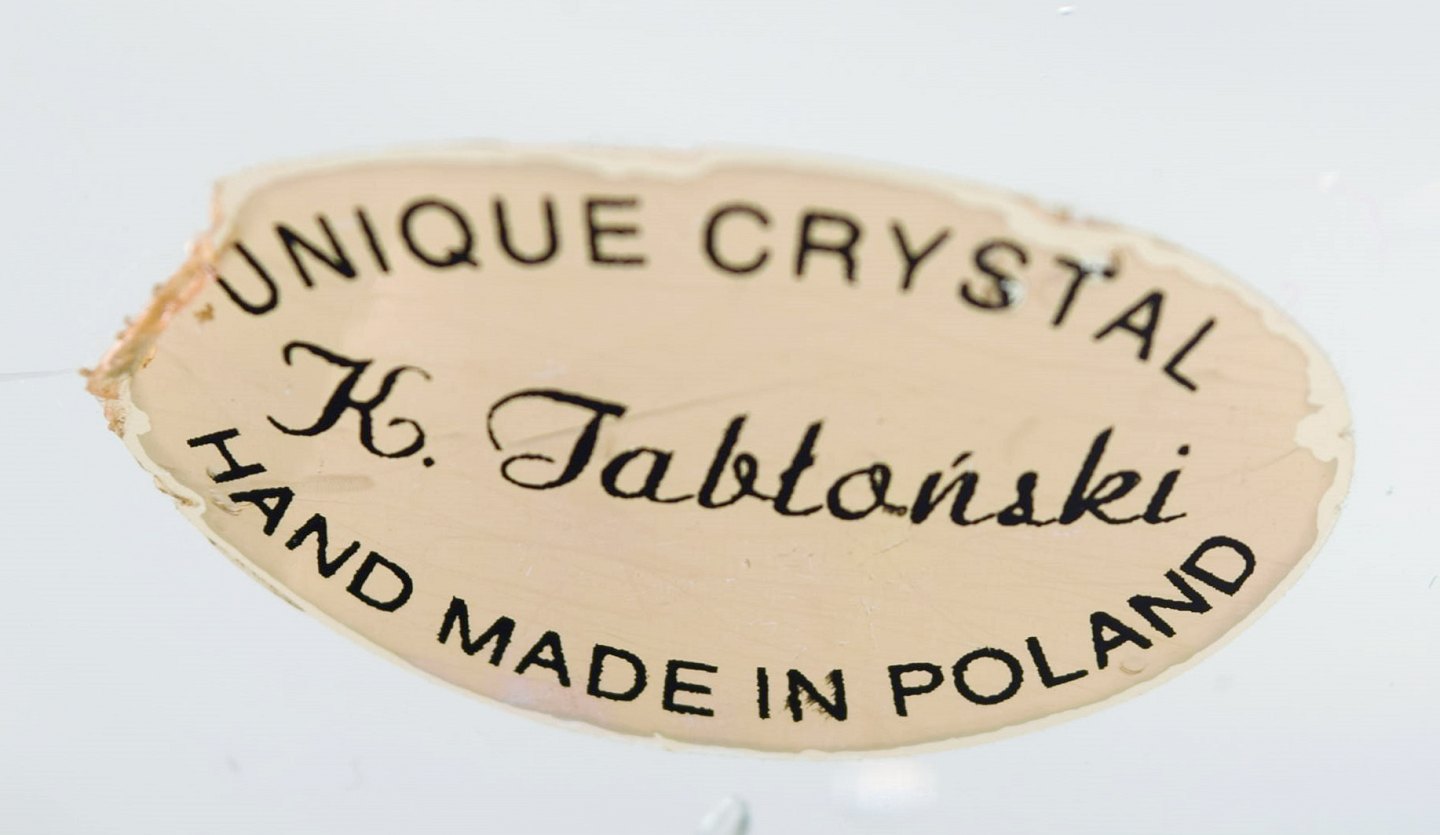 UNIQUE CRYSTAL
K. Jabłoński
HAND MADE IN POLAND